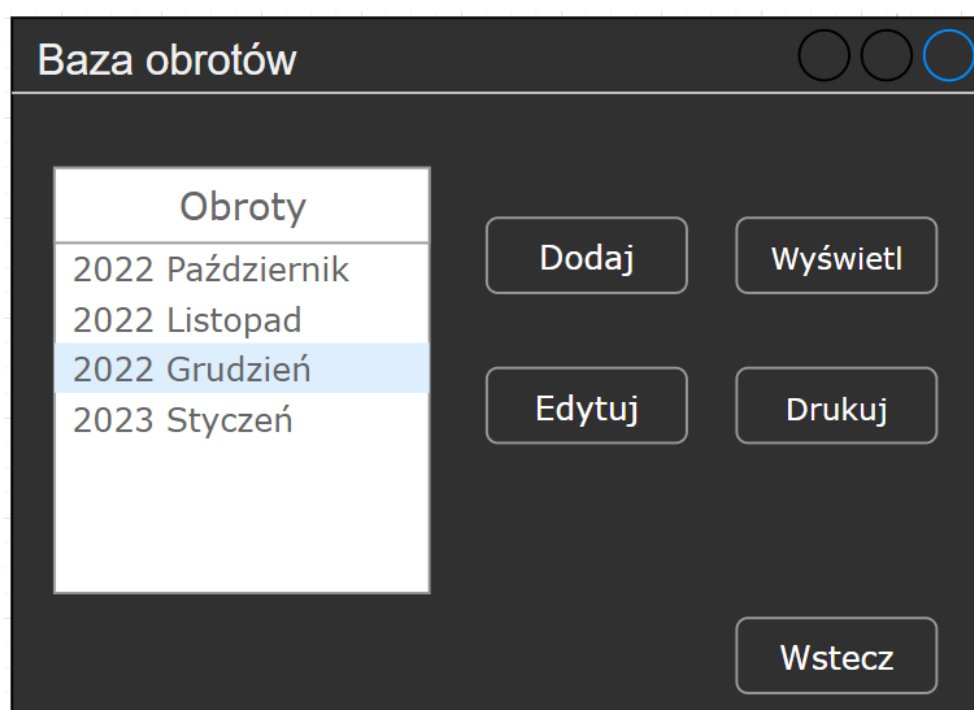 Baza obrotów
Obroty
2022 Październik
2022 Listopad
2022 Grudzień
2023 Styczeń
Dodaj
Wyświetl
Edytuj
Drukuj
Wstecz